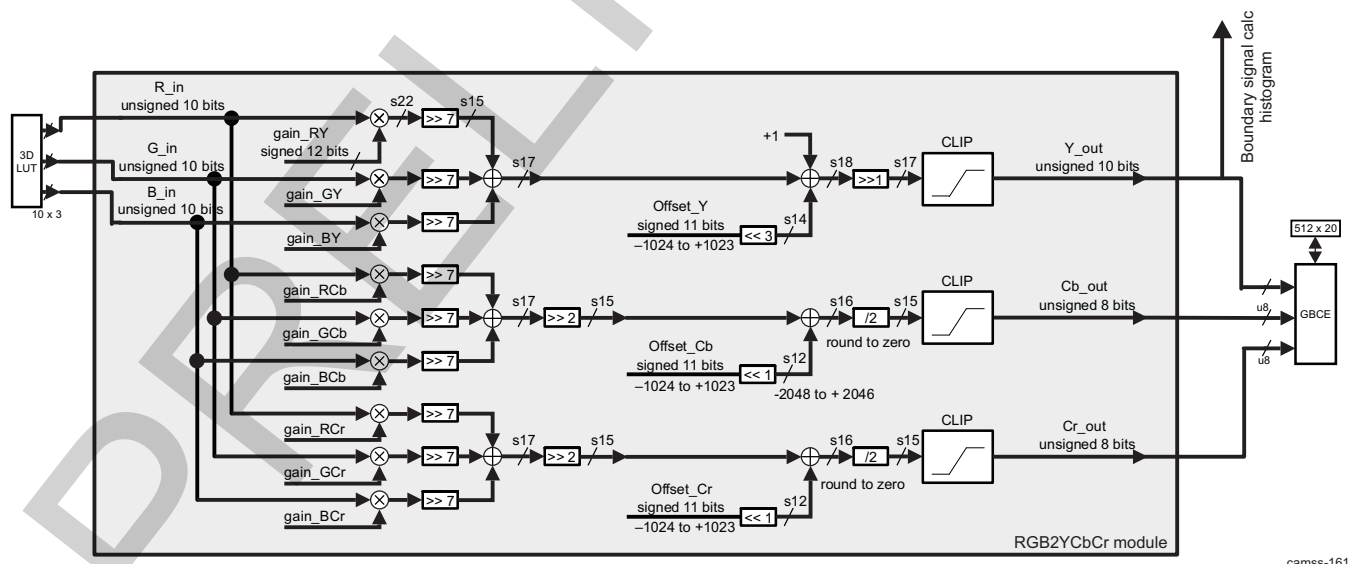 PRELI
R_in
unsigned 10 bits
3D
LUT
10 x 3
G_in
unsigned 10 bits
B_in
unsigned 10 bits
gain_RY
signed 12 bits
s22
>> 7
s15
gain_GY
>> 7
gain_BY
>> 7
s17
+1
Offset_Y
signed 11 bits
–1024 to +1023
<< 3
s14
s18
>>1
s17
CLIP
Y_out
unsigned 10 bits
Boundary signal calc
histogram
gain_RCb
>> 7
gain_GCb
>> 7
gain_BCb
>> 7
s17
>> 2
s15
Offset_Cb
signed 11 bits
–1024 to +1023
<< 1
s12
-2048 to + 2046
s16
/2
s15
round to zero
CLIP
Cb_out
unsigned 8 bits
gain_RCr
>> 7
gain_GCr
>> 7
gain_BCr
>> 7
s17
>> 2
s15
Offset_Cr
signed 11 bits
–1024 to +1023
<< 1
s12
s16
/2
s15
round to zero
CLIP
Cr_out
unsigned 8 bits
512 x 20
u8
u8
GBCE
RGB2YCbCr module
camss-161